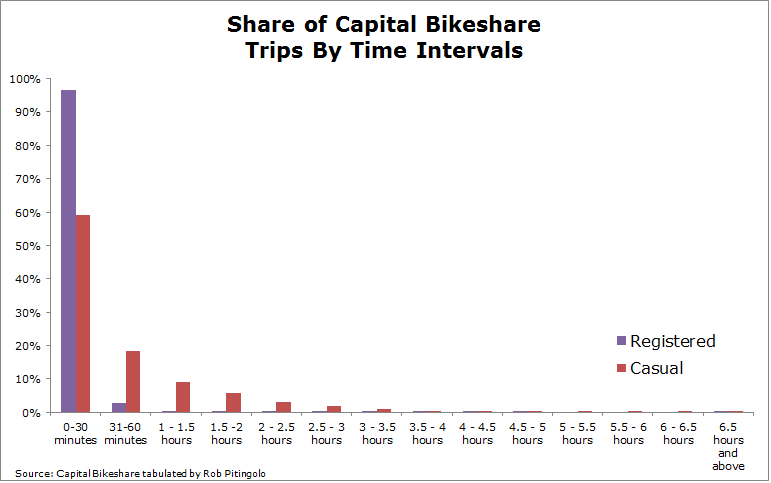 Share of Capital Bikeshare
Trips By Time Intervals
100%
90%
80%
70%
60%
50%
40%
30%
20%
10%
0%
Registered
Casual
0-30
minutes
31-60
minutes
1 - 1.5
hours
1.5 -2
hours
2 - 2.5
hours
2.5 - 3
hours
3 - 3.5
hours
3.5 - 4
hours
4 - 4.5
hours
4.5 - 5
hours
5 - 5.5
hours
5.5 - 6
hours
6 - 6.5
hours
6.5
hours
and
above
Source: Capital Bikeshare tabulated by Rob Pitingolo